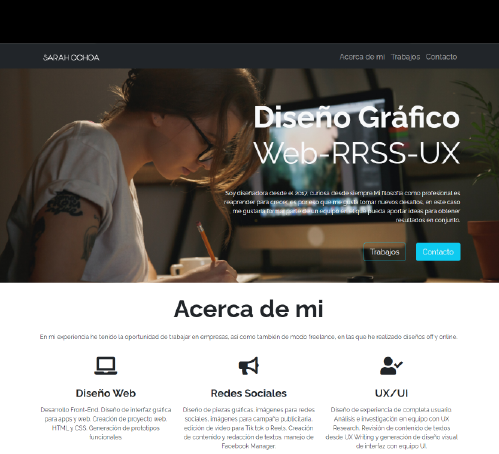 SARAH OCHOA
Acerca de mi Trabajos Contacto
Diseño Gráfico
Web-RRSS-UX
Soy diseñadora desde el 2017, curiosa desde siempre Mi filosofía como profesional es
reaprender para crecer, es por eso que me gusta tomar nuevos desafíos, en este caso
me gustaría formar parte de un equipo en el que pueda aportar ideas para obtener
resultados en conjunto.
Trabajos Contacto
Acerca de mi
En mi experiencia he tenido la oportunidad de trabajar en empresas, así como también de modo freelance, en las que he realizado diseños off y online.
Diseño Web
Desarrollo Front-End. Diseño de interfaz gráfica
para apps y web. Creación de proyecto web
HTML y CSS. Generación de prototipos
funcionales
Redes Sociales
Diseño de piezas gráficas, imágenes para redes
sociales, Imágenes para campaña publicitaria,
edición de video para Tik tok o Reels. Creación
de contenido y redacción de textos, manejo de
Facebook Manager.
UX/UI
Diseño de experiencia de completa usuario.
Análisis e investigación en equipo con UX
Research. Revisión de contenido de textos
desde UX Writing y generación de diseño visual
de interfaz con equipo UI.